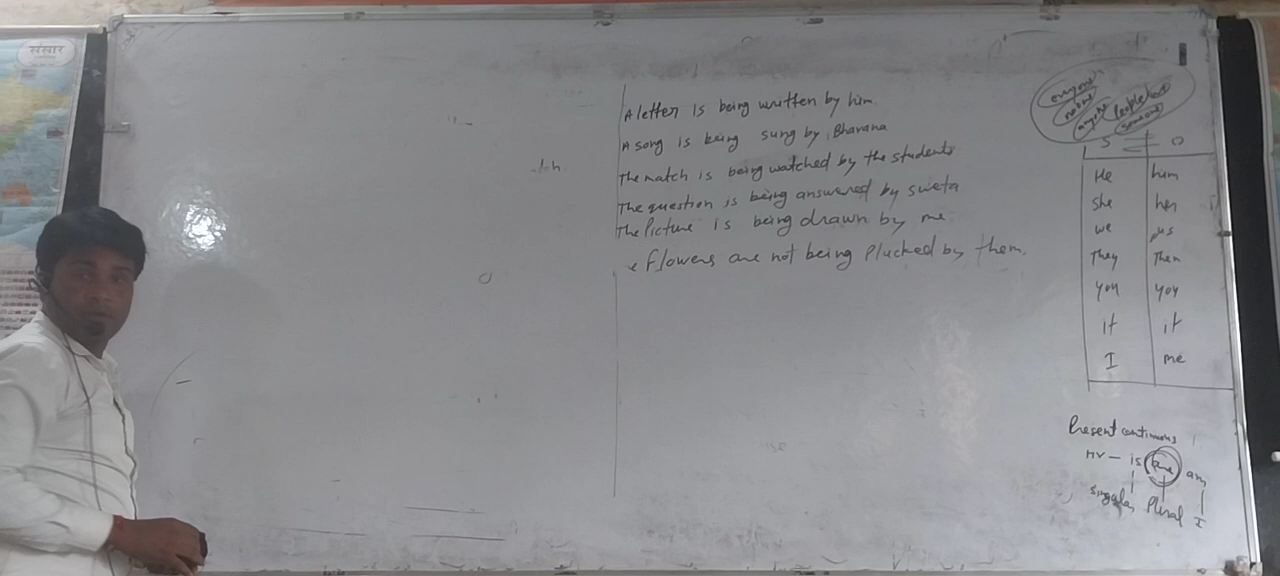 संसार
A letter is being written by him.
A song is being sung by Bhavana
The match is being watched by the students
The question is being answered by sweta
The Picture is being drawn by me.
flowers are not being Plucked by them.
People
someone
S O
He him
she her
we us
They Them
you you
it it
I me
Present continuous
HV — is are am
singular Plural I